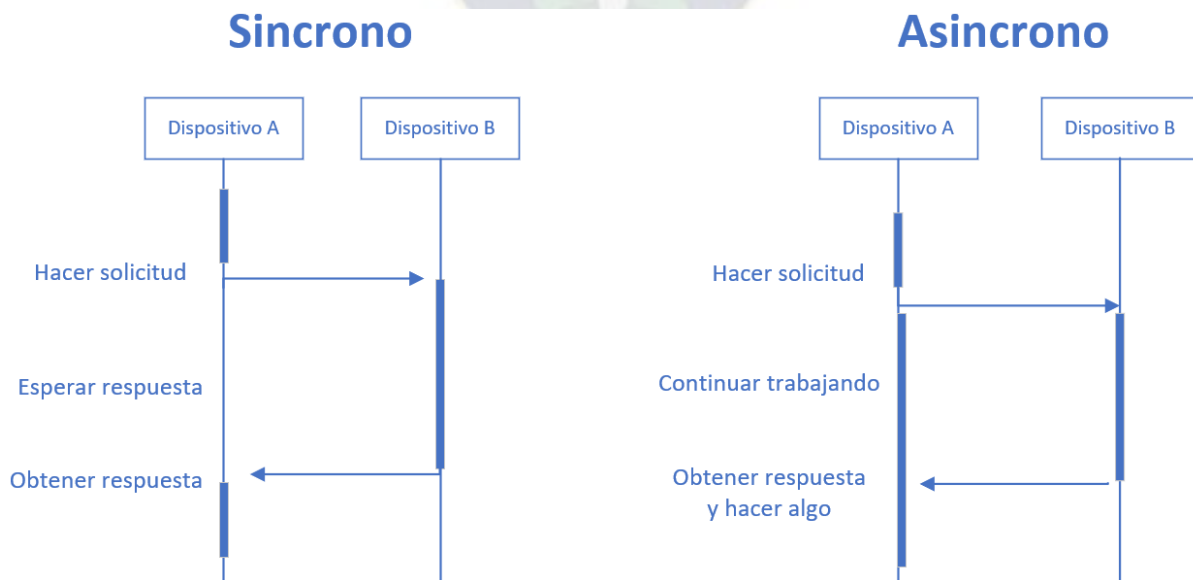 Sincrono
Dispositivo A
Dispositivo B
Hacer solicitud
Esperar respuesta
Obtener respuesta
Asincrono
Dispositivo A
Dispositivo B
Hacer solicitud
Continuar trabajando
Obtener respuesta
y hacer algo